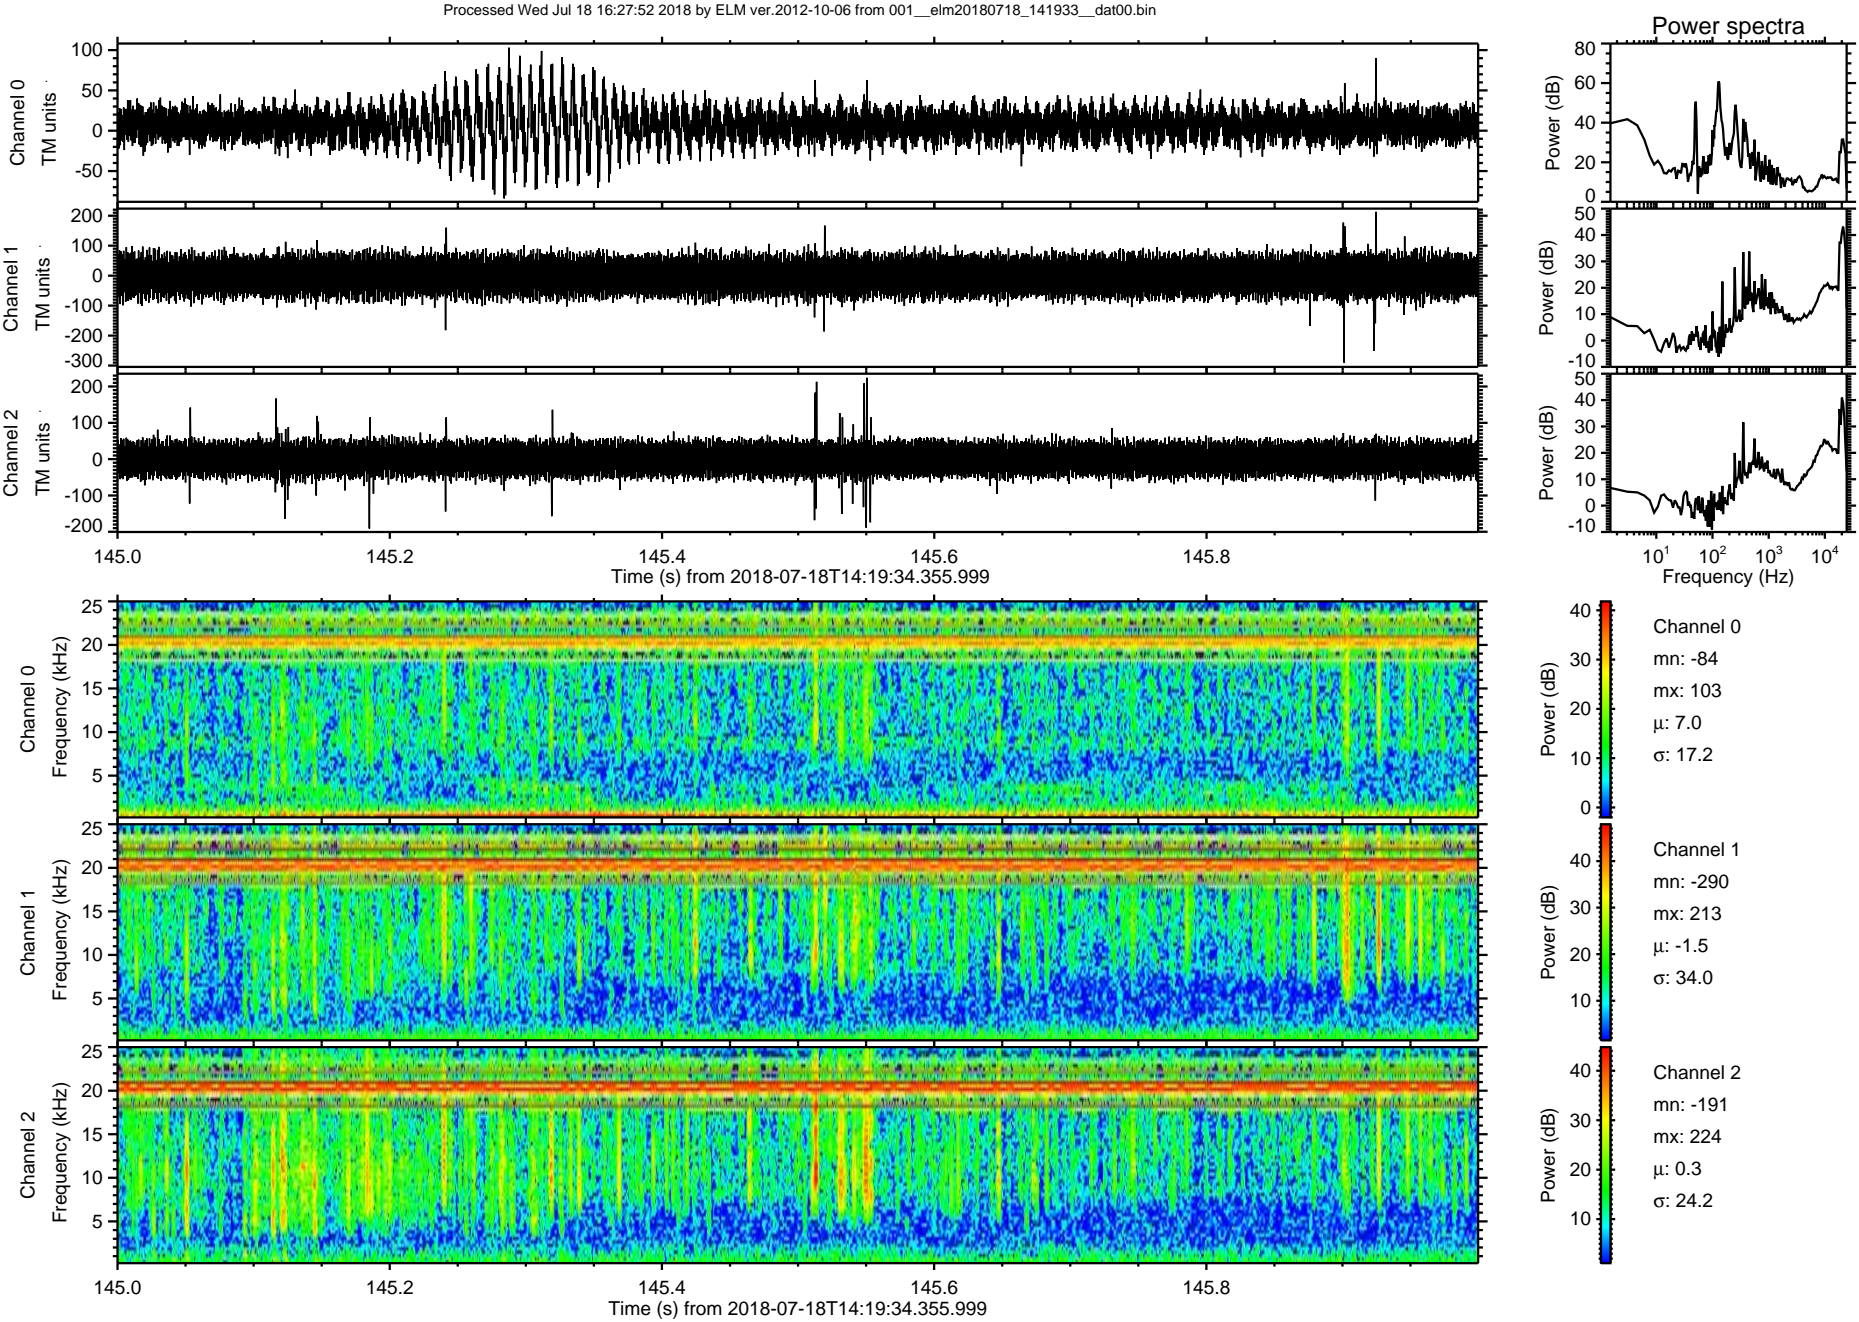 Processed Wed Jul 18 16:27:52 2018 by ELM ver.2012-10-06 from 001__elm20180718_141933__dat00.bin
Power spectra
Channel 0
TM units
100
50
0
-50
Power (dB)
80
60
40
20
0
Channel 1
TM units
200
100
0
-100
-200
-300
Power (dB)
50
40
30
20
10
0
-10
Channel 2
TM units
200
100
0
-100
-200
Power (dB)
50
40
30
20
10
0
-10
145.0 145.2 145.4 145.6 145.8
Time (s) from 2018-07-18T14:19:34.355.999
10¹ 10² 10³ 10⁴
Frequency (Hz)
Channel 0
Frequency (kHz)
25
20
15
10
5
Power (dB)
40
30
20
10
0
Channel 0
mn: -84
mx: 103
µ: 7.0
σ: 17.2
Channel 1
Frequency (kHz)
25
20
15
10
5
Power (dB)
40
30
20
10
Channel 1
mn: -290
mx: 213
µ: -1.5
σ: 34.0
Channel 2
Frequency (kHz)
25
20
15
10
5
Power (dB)
40
30
20
10
Channel 2
mn: -191
mx: 224
µ: 0.3
σ: 24.2
145.0 145.2 145.4 145.6 145.8
Time (s) from 2018-07-18T14:19:34.355.999